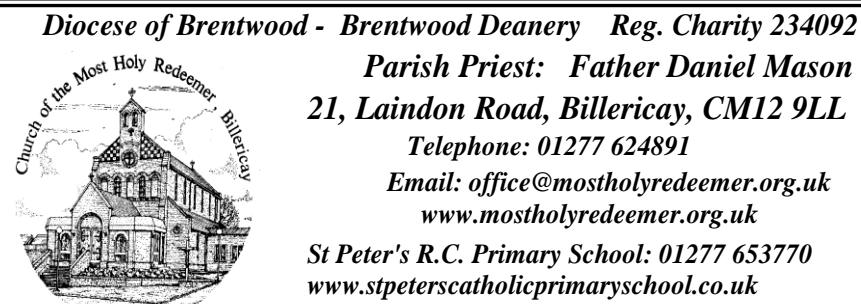 Diocese of Brentwood - Brentwood Deanery Reg. Charity 234092
Church of the Most Holy Redeemer, Billericay
Parish Priest: Father Daniel Mason
21, Laindon Road, Billericay, CM12 9LL
Telephone: 01277 624891
Email: office@mostholyredeemer.org.uk
www.mostholyredeemer.org.uk
St Peter's R.C. Primary School: 01277 653770
www.stpeterscatholicprimaryschool.co.uk